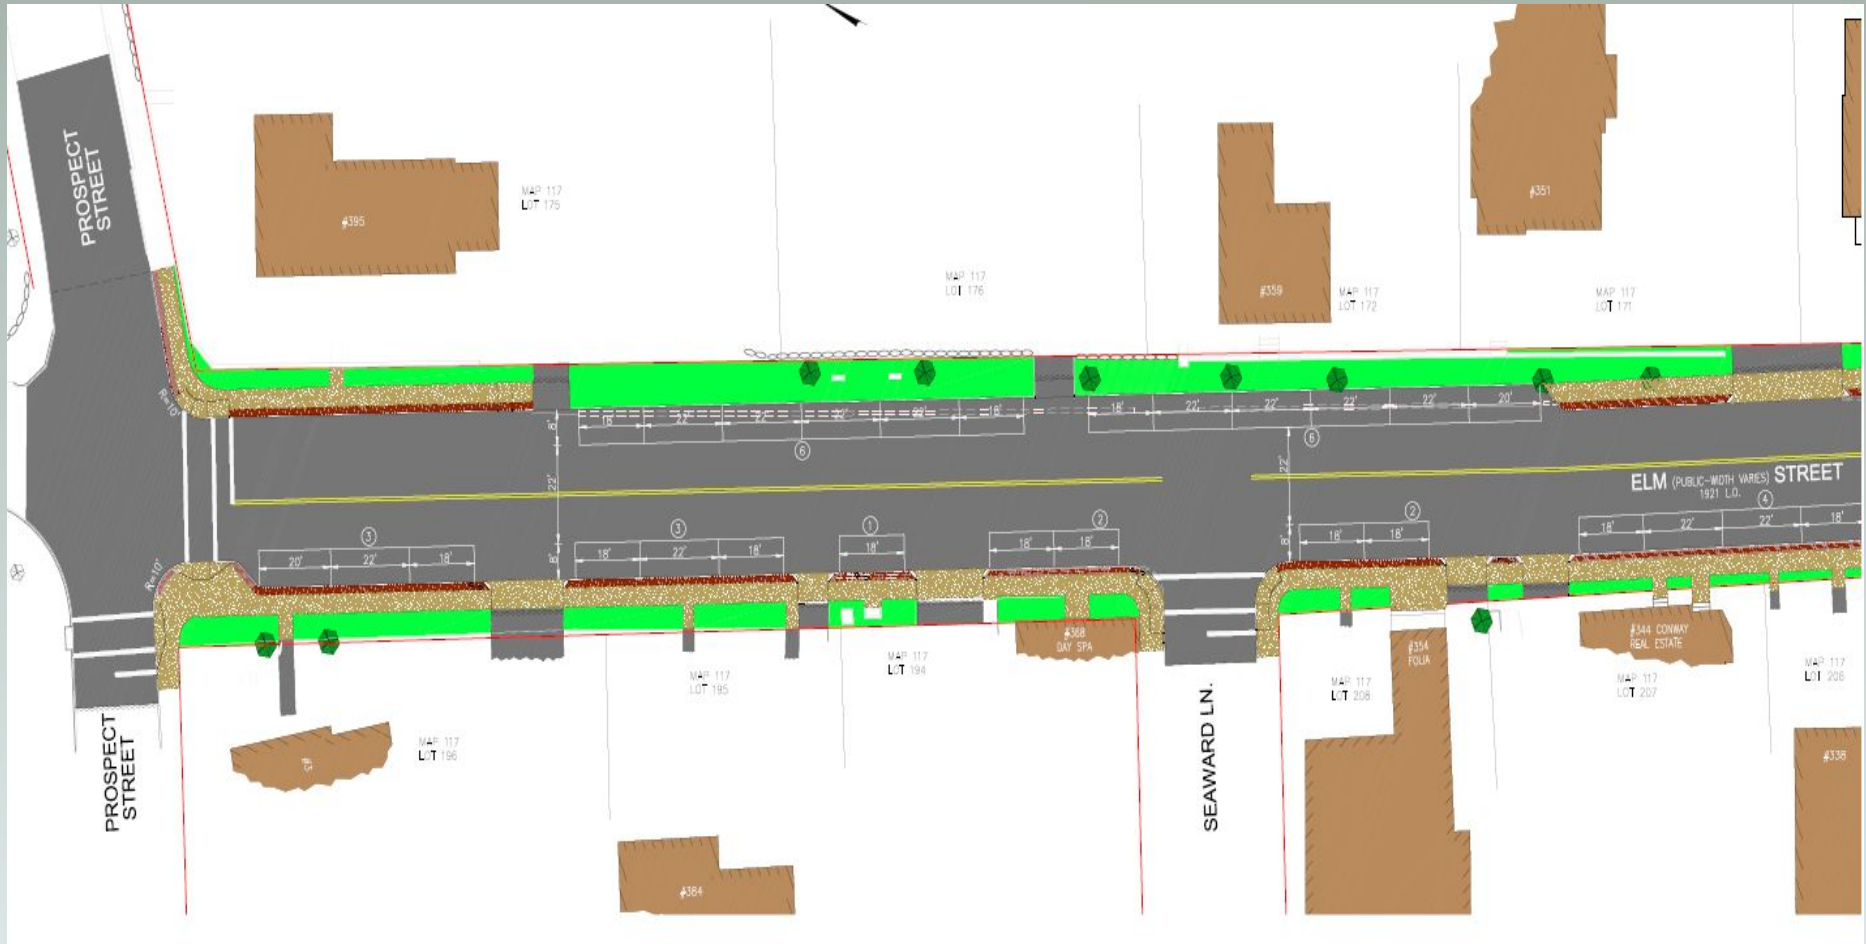 PROSPECT
STREET
#395
MAP 117
LOT 175
MAP 117
LOT 176
#359
MAP 117
LOT 172
#351
MAP 117
LOT 171
R=10'
8'
18'
22'
22'
22'
22'
18'
6
18'
22'
22'
22'
22'
20'
6
22'
22'
ELM (PUBLIC-WIDTH VARIES) STREET
1921 L.O.
3
20'
22'
18'
3
18'
22'
18'
8'
1
18'
2
18'
18'
8'
2
18'
18'
4
18'
22'
22'
18'
R=10'
#368
DAY SPA
#354
FOLIA
#344 CONWAY
REAL ESTATE
MAP 117
LOT 195
MAP 117
LOT 194
MAP 117
LOT 208
MAP 117
LOT 207
MAP 117
LOT 206
PROSPECT
STREET
MAP 117
LOT 196
SEAWARD LN.
#338
#384